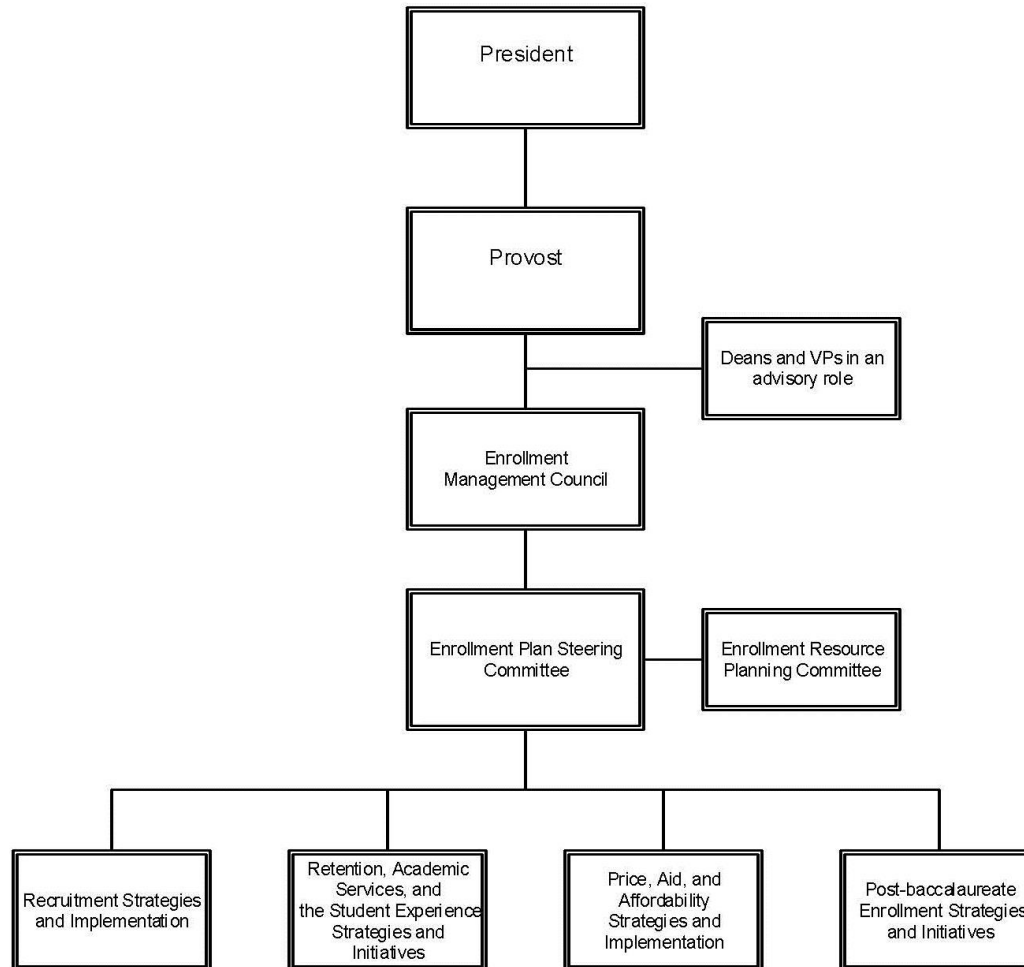 President
Provost
Deans and VPs in an
advisory role
Enrollment
Management Council
Enrollment Plan Steering
Committee
Enrollment Resource
Planning Committee
Recruitment Strategies
and Implementation
Retention, Academic
Services, and
the Student Experience
Strategies and
Initiatives
Price, Aid, and
Affordability
Strategies and
Implementation
Post-baccalaureate
Enrollment Strategies
and Initiatives